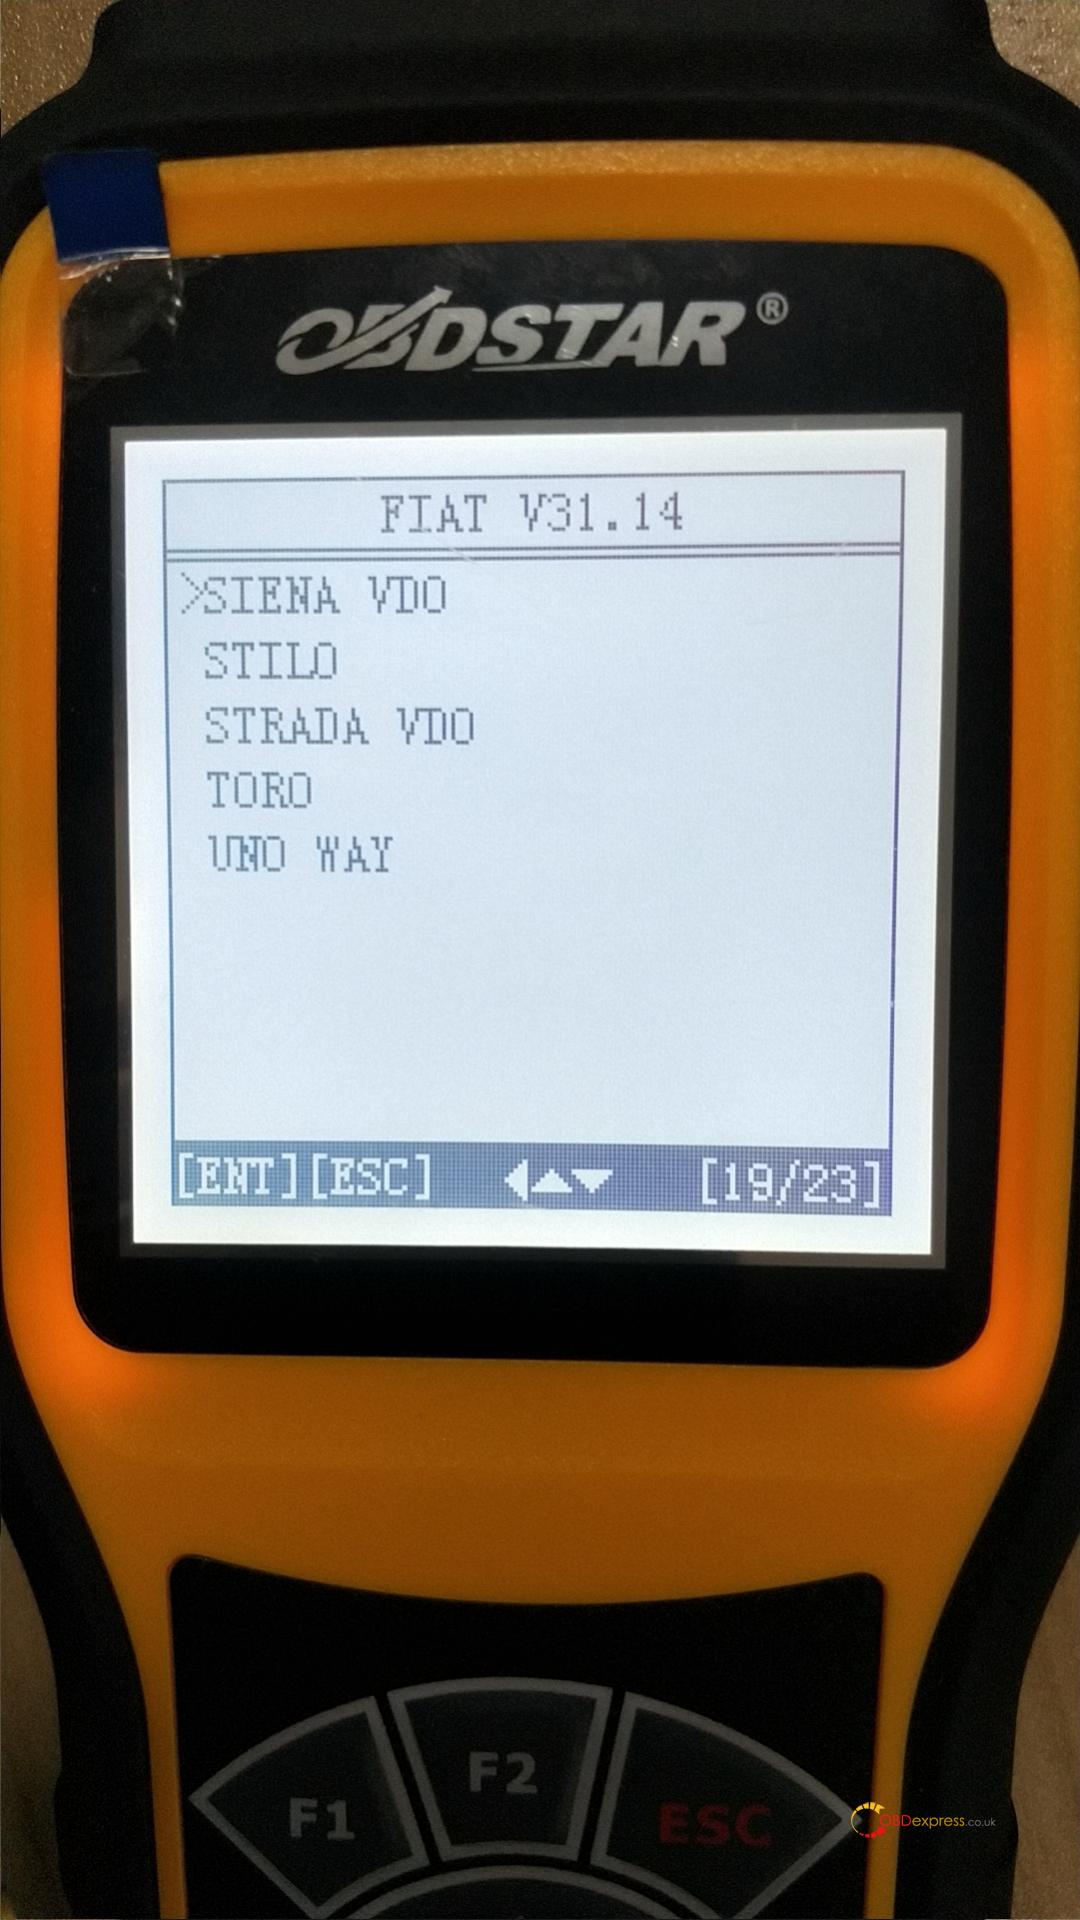 OBDSTAR®
FIAT V31.14
>SIENA VDO
STILO
STRADA VDO
TORO
UNO WAY
[ENT][ESC] ◀▲▼ [19/23]
F1 F2 ESC
OBDexpress.co.uk